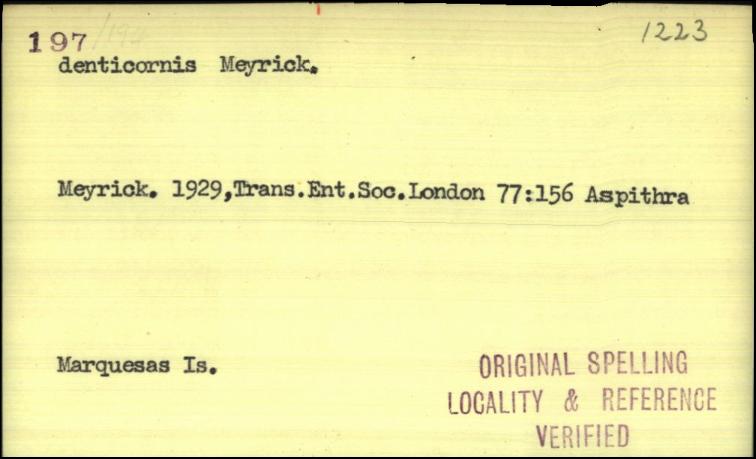 197 1223
denticornis Meyrick.
Meyrick. 1929,Trans.Ent.Soc.London 77:156 Aspithra
Marquesas Is.
ORIGINAL SPELLING
LOCALITY & REFERENCE
VERIFIED